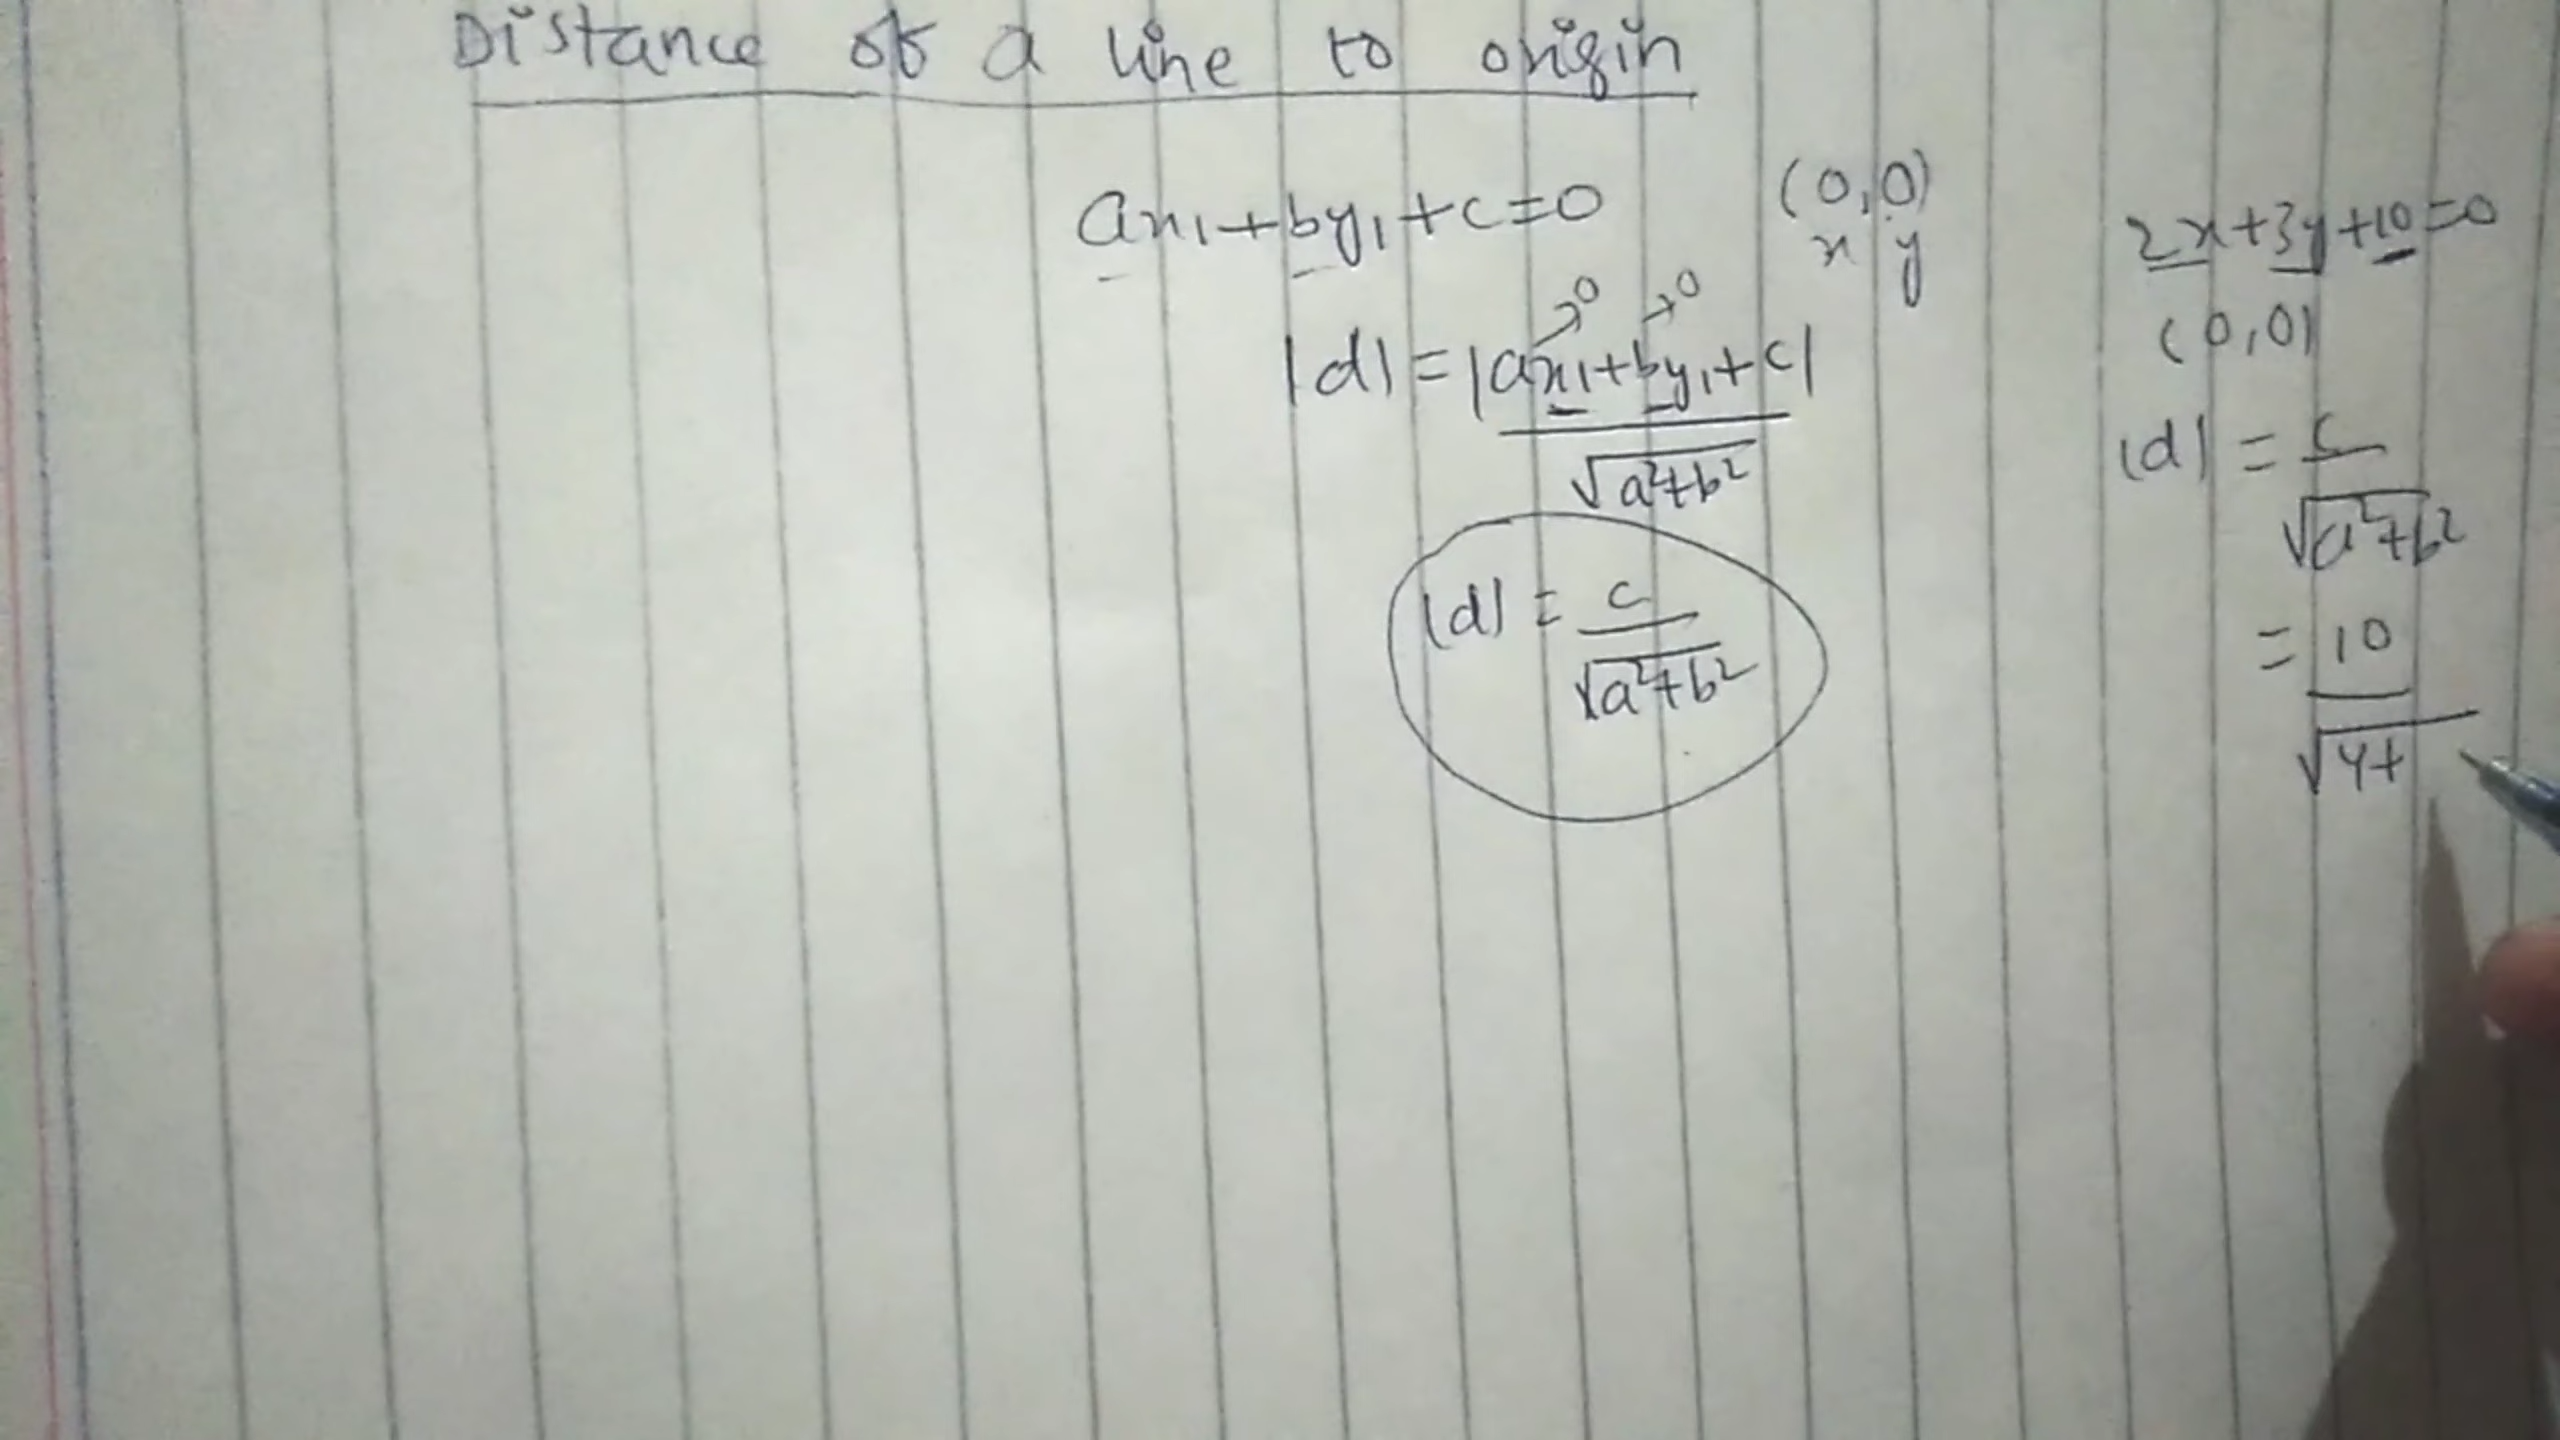 Distance of a line to origin
ax₁+by₁+c=0
(0,0)
x y
→0 →0
|d| = |ax₁+by₁+c|
√a²+b²
|d| = c
√a²+b²
2x+3y+10=0
(0,0)
|d| = c
√a²+b²
= 10
√4+